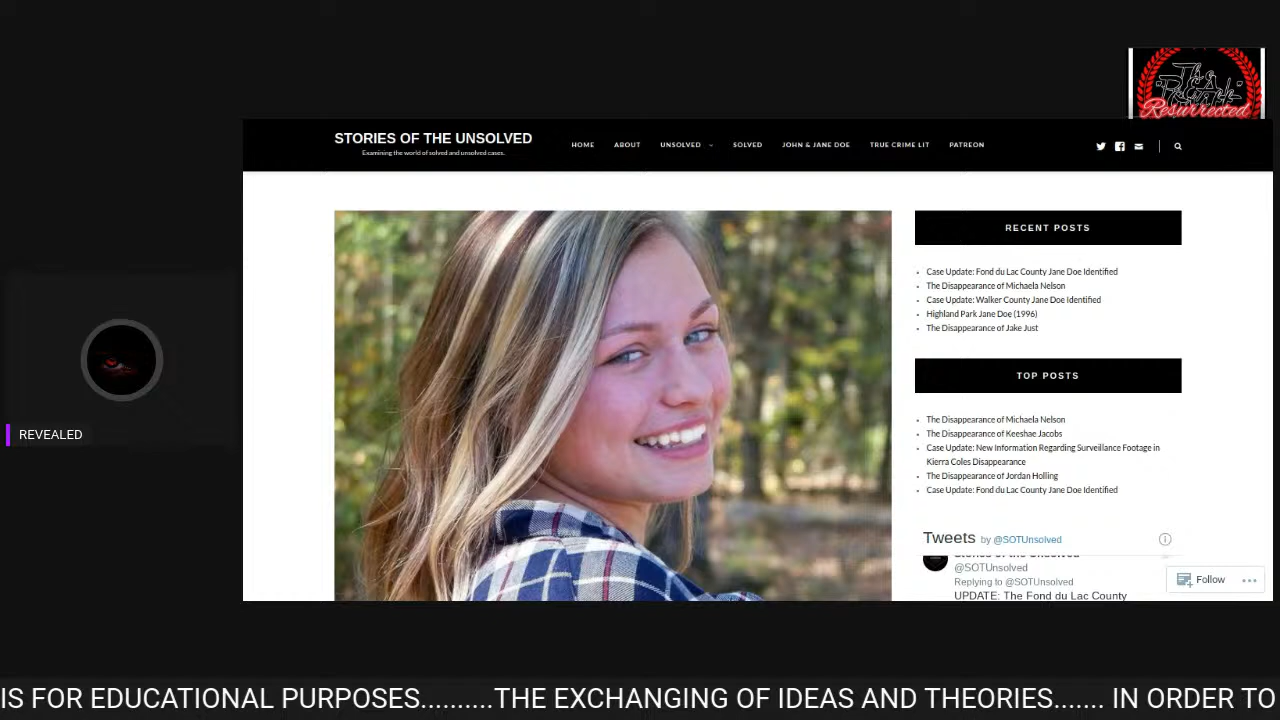 The
Resurrected
STORIES OF THE UNSOLVED
Examining the world of solved and unsolved cases.
HOME ABOUT UNSOLVED SOLVED JOHN & JANE DOE TRUE CRIME LIT PATREON
RECENT POSTS
Case Update: Fond du Lac County Jane Doe Identified
The Disappearance of Michaela Nelson
Case Update: Walker County Jane Doe Identified
Highland Park Jane Doe (1996)
The Disappearance of Jake Just
TOP POSTS
The Disappearance of Michaela Nelson
The Disappearance of Keeshae Jacobs
Case Update: New Information Regarding Surveillance Footage in
Kierra Coles Disappearance
The Disappearance of Jordan Holling
Case Update: Fond du Lac County Jane Doe Identified
Tweets by @SOTUnsolved
Stories of the Unsolved
@SOTUnsolved
Replying to @SOTUnsolved
UPDATE: The Fond du Lac County
Follow
REVEALED
IS FOR EDUCATIONAL PURPOSES..........THE EXCHANGING OF IDEAS AND THEORIES....... IN ORDER TO